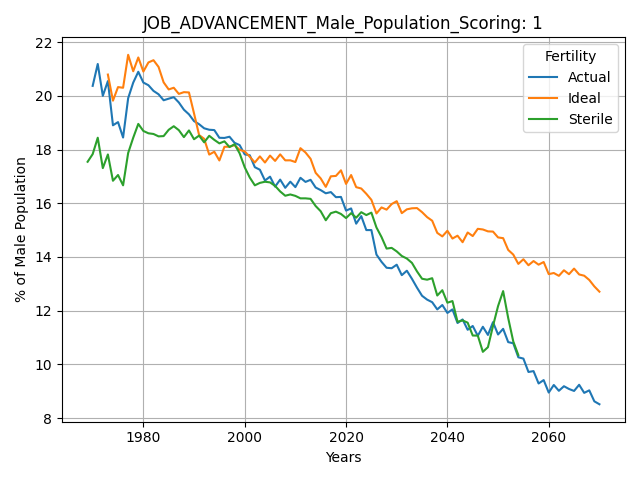 JOB_ADVANCEMENT_Male_Population_Scoring: 1
22
20
18
16
14
12
10
8
% of Male Population
Fertility
Actual
Ideal
Sterile
1980
2000
2020
2040
2060
Years